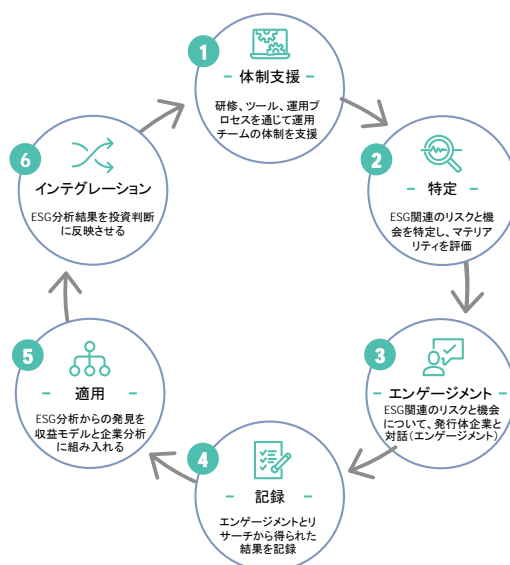 1
- 体制支援 -
研修、ツール、運用プ
ロセスを通じて運用
チームの体制を支援
2
- 特定 -
ESG関連のリスクと機
会を特定し、マテリア
リティを評価
3
- エンゲージメント -
ESG関連のリスクと機会
について、発行体企業と
対話(エンゲージメント)
4
- 記録 -
エンゲージメントとリ
サーチから得られた
結果を記録
5
- 適用 -
ESG分析からの発見を
収益モデルと企業分析
に組み入れる
6
インテグレーション
ESG分析結果を投資判断
に反映させる